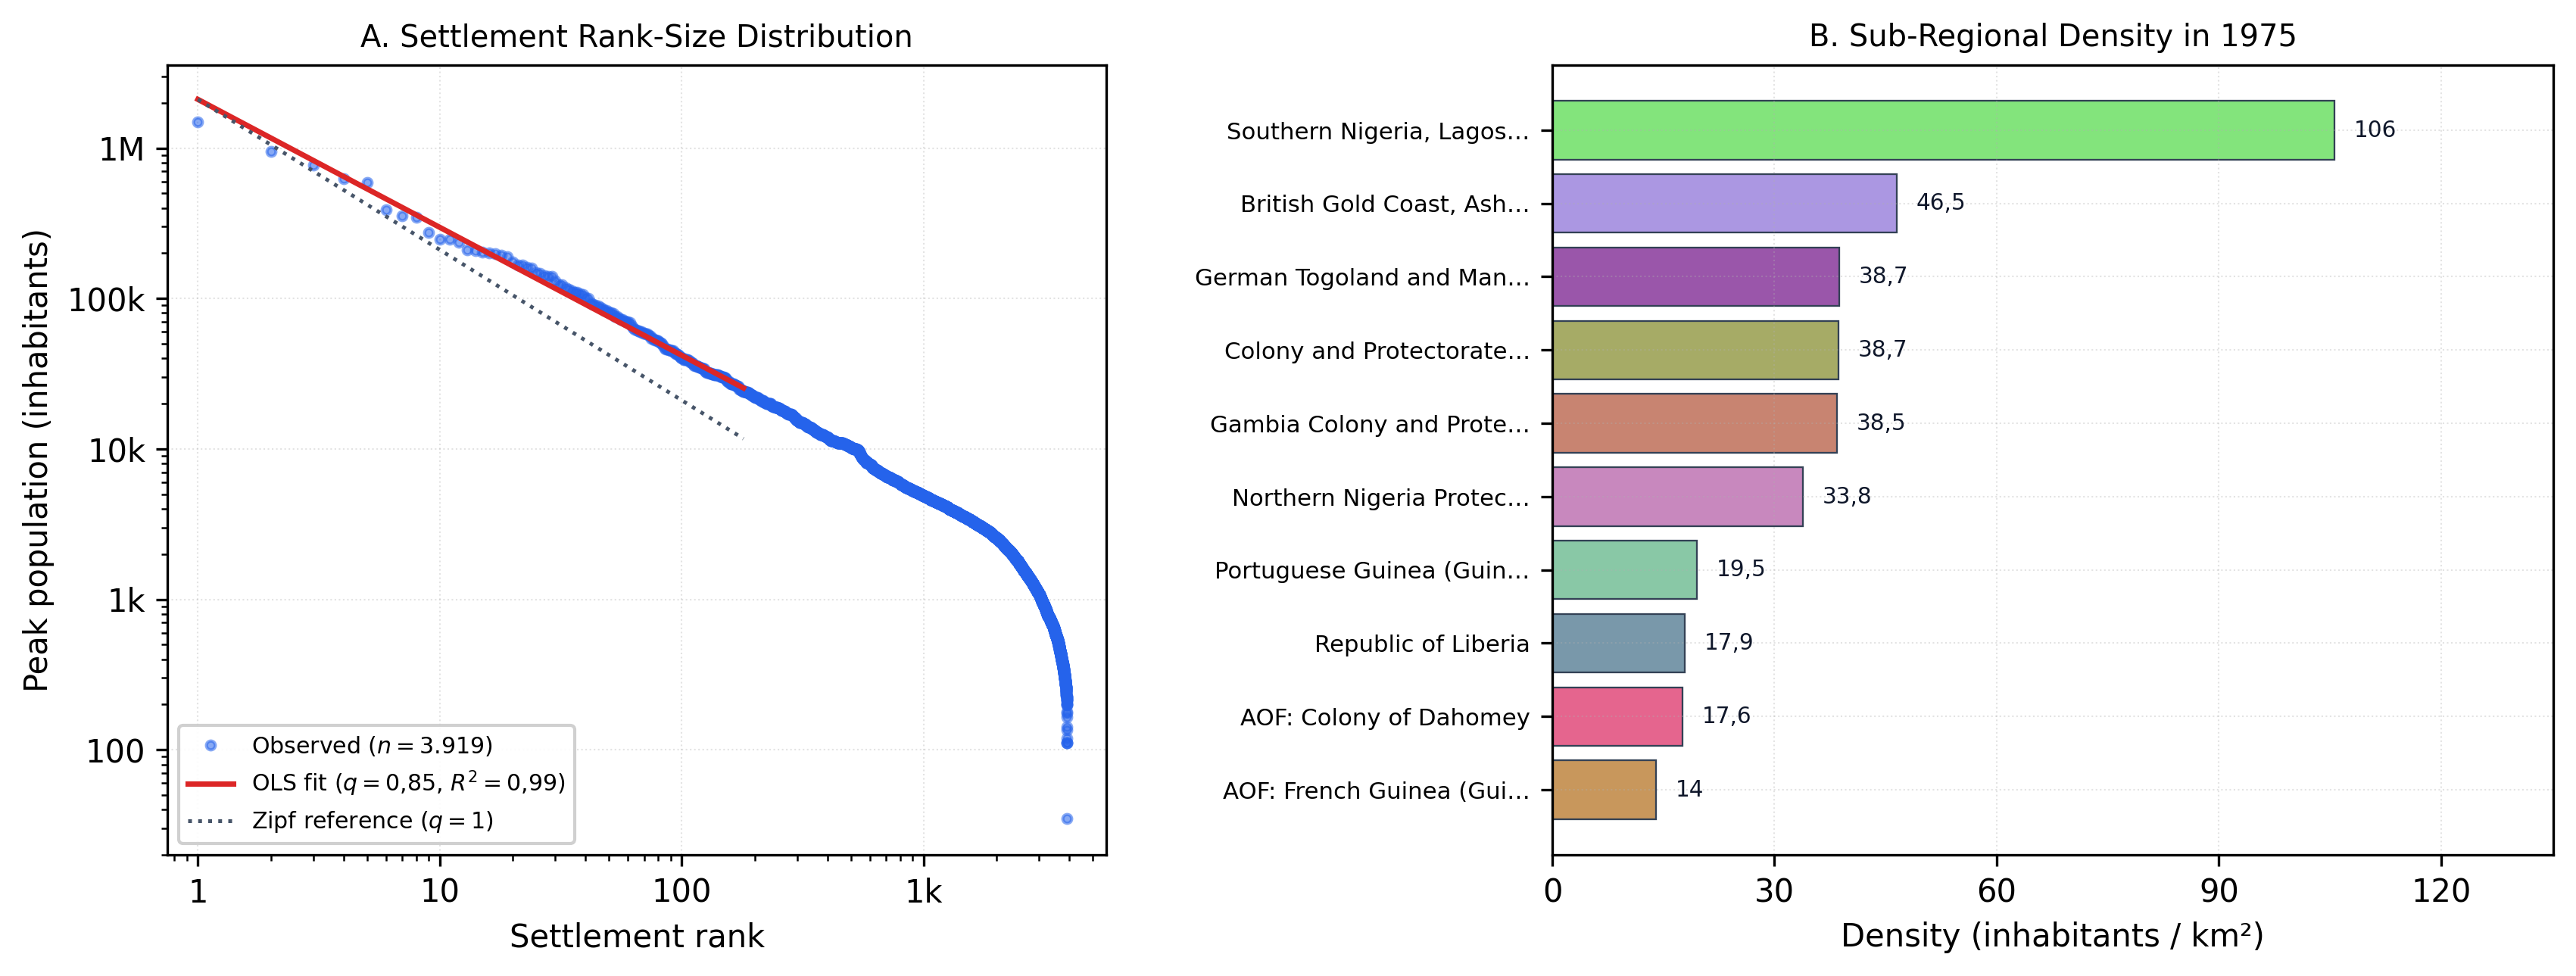 A. Settlement Rank-Size Distribution
Peak population (inhabitants)
1M
100k
10k
1k
100
1
10
100
1k
Settlement rank
Observed (n = 3.919)
OLS fit (q = 0,85, R² = 0,99)
Zipf reference (q = 1)
B. Sub-Regional Density in 1975
Southern Nigeria, Lagos... 106
British Gold Coast, Ash... 46,5
German Togoland and Man... 38,7
Colony and Protectorate... 38,7
Gambia Colony and Prote... 38,5
Northern Nigeria Protec... 33,8
Portuguese Guinea (Guin... 19,5
Republic of Liberia 17,9
AOF: Colony of Dahomey 17,6
AOF: French Guinea (Gui... 14
0 30 60 90 120
Density (inhabitants / km²)